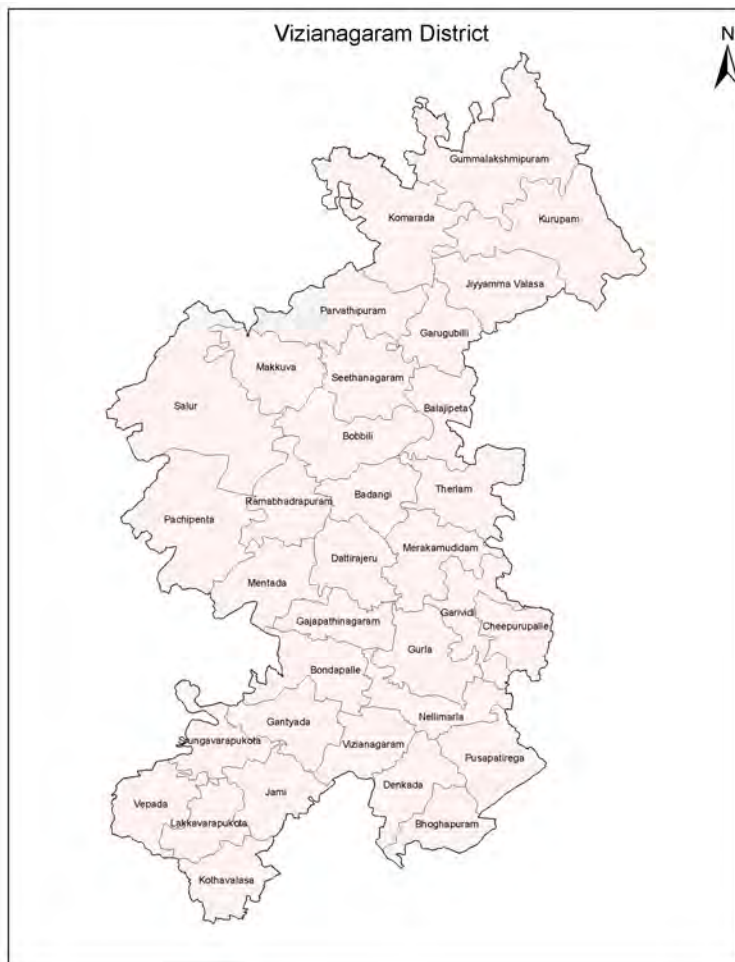 Vizianagaram District
N
Gummalakshmipuram
Komarada
Kurupam
Jiyyamma Valasa
Parvathipuram
Garugubilli
Makkuva
Seethanagaram
Salur
Balajipeta
Bobbili
Badangi
Therlam
Ramabhadrapuram
Pachipenta
Merakamudidam
Dattirajeru
Mentada
Garividi
Gajapathinagaram
Cheepurupalle
Gurla
Bondapalle
Nellimarla
Gantyada
Srungavarapukota
Vizianagaram
Pusapatirega
Denkada
Jami
Vepada
Lakkavarapukota
Bhoghapuram
Kothavalasa